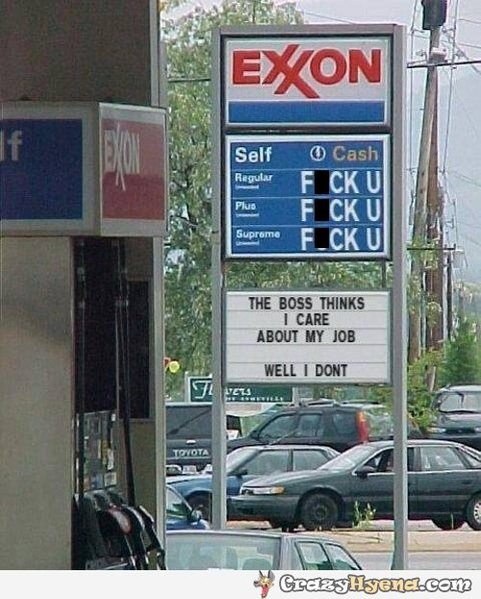 EXXON
Self Cash
Regular F CK U
Plus F CK U
Supreme F CK U
THE BOSS THINKS
I CARE
ABOUT MY JOB
WELL I DONT
lf
EXXON
TOYOTA
CrazyHyena.com